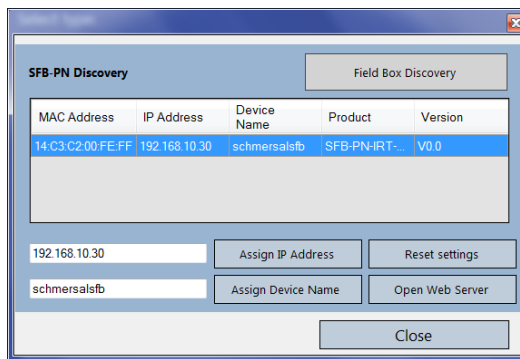 Select type:
SFB-PN Discovery
Field Box Discovery
MAC Address IP Address Device Name Product Version
14:C3:C2:00:FE:FF 192.168.10.30 schmersalsfb SFB-PN-IRT-... V0.0
192.168.10.30 Assign IP Address Reset settings
schmersalsfb Assign Device Name Open Web Server
Close